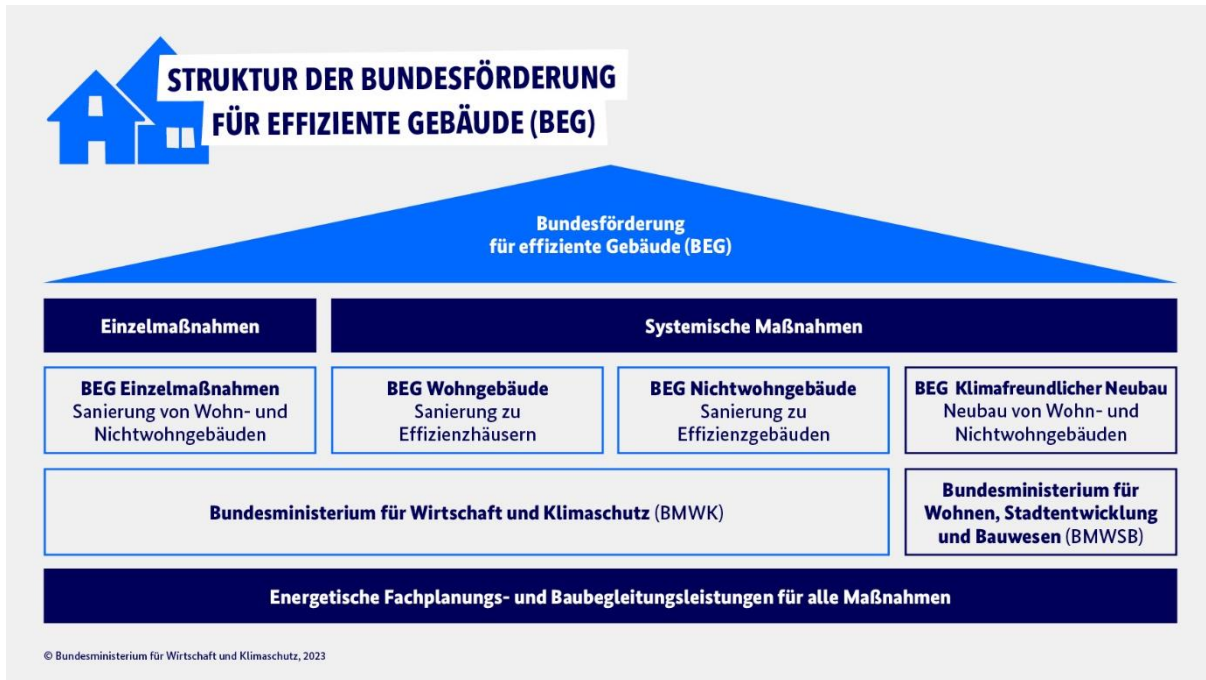 STRUKTUR DER BUNDESFÖRDERUNG
FÜR EFFIZIENTE GEBÄUDE (BEG)
Bundesförderung
für effiziente Gebäude (BEG)
Einzelmaßnahmen
Systemische Maßnahmen
BEG Einzelmaßnahmen
Sanierung von Wohn- und
Nichtwohngebäuden
BEG Wohngebäude
Sanierung zu
Effizienzhäusern
BEG Nichtwohngebäude
Sanierung zu
Effizienzgebäuden
BEG Klimafreundlicher Neubau
Neubau von Wohn- und
Nichtwohngebäuden
Bundesministerium für Wirtschaft und Klimaschutz (BMWK)
Bundesministerium für
Wohnen, Stadtentwicklung
und Bauwesen (BMWSB)
Energetische Fachplanungs- und Baubegleitungsleistungen für alle Maßnahmen
© Bundesministerium für Wirtschaft und Klimaschutz, 2023